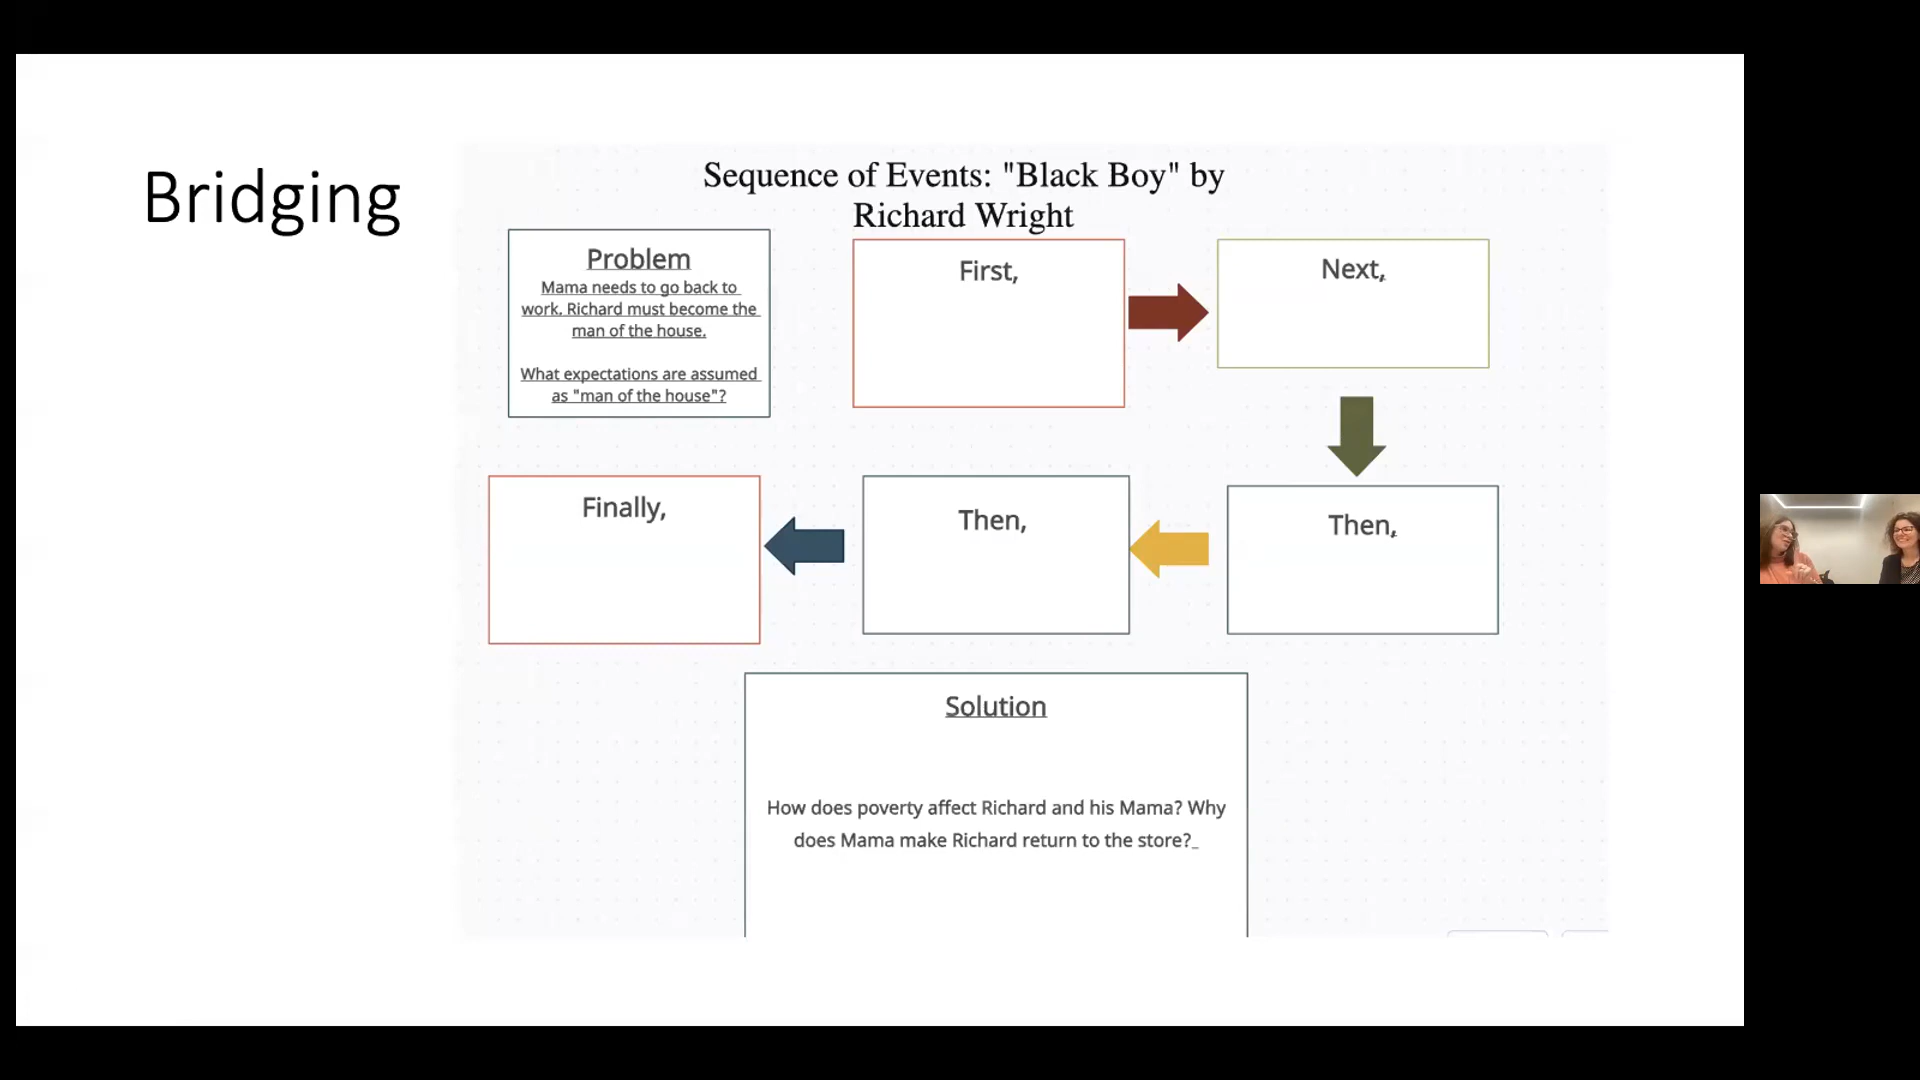 Bridging
Sequence of Events: "Black Boy" by
Richard Wright
Problem
Mama needs to go back to
work. Richard must become the
man of the house.
What expectations are assumed
as "man of the house"?
First,
Next,
Then,
Then,
Finally,
Solution
How does poverty affect Richard and his Mama? Why
does Mama make Richard return to the store?_